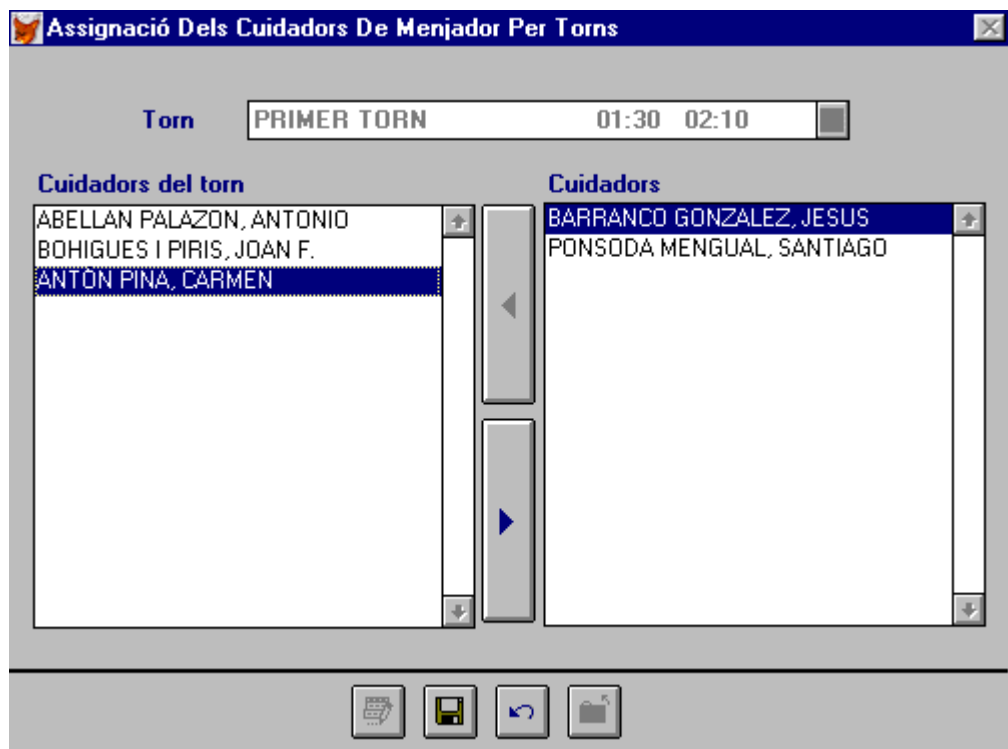 Assignació Dels Cuidadors De Menjador Per Torns
Torn PRIMER TORN 01:30 02:10
Cuidadors del torn
ABELLAN PALAZON, ANTONIO
BOHIGUES I PIRIS, JOAN F.
ANTÓN PINA, CARMEN
Cuidadors
BARRANCO GONZALEZ, JESUS
PONSODA MENGUAL, SANTIAGO